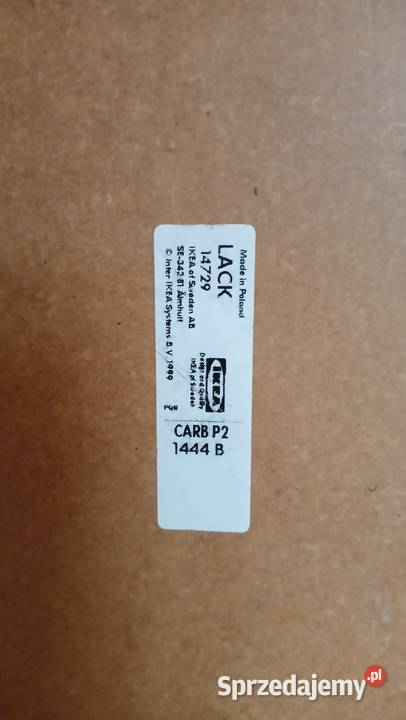 Made in Poland
LACK
14729
IKEA of Sweden AB
SE-343 81 Älmhult
© Inter IKEA Systems B.V. 1999
IKEA
Design and Quality
IKEA of Sweden
PGH
CARB P2
1444 B
Sprzedajemy.pl